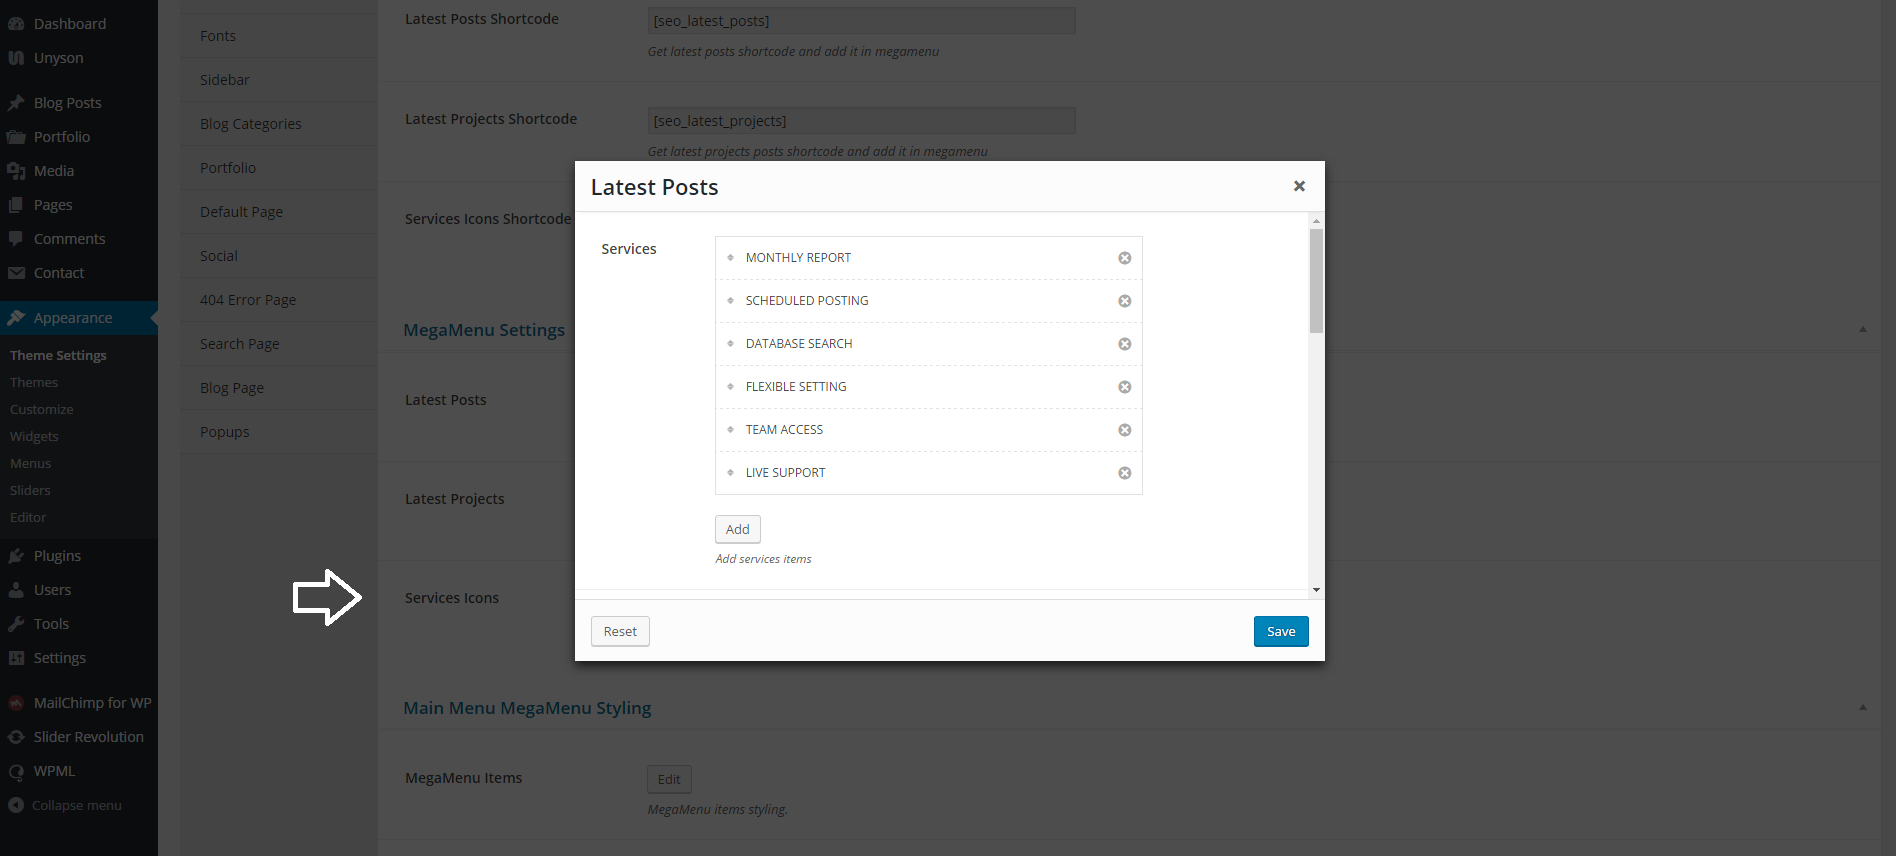 Dashboard
Unyson
Blog Posts
Portfolio
Media
Pages
Comments
Contact
Appearance
Theme Settings
Themes
Customize
Widgets
Menus
Sliders
Editor
Plugins
Users
Tools
Settings
MailChimp for WP
Slider Revolution
WPML
Collapse menu
Fonts
Sidebar
Blog Categories
Portfolio
Default Page
Social
404 Error Page
Search Page
Blog Page
Popups
Latest Posts Shortcode
[seo_latest_posts]
Get latest posts shortcode and add it in megamenu
Latest Projects Shortcode
[seo_latest_projects]
Get latest projects posts shortcode and add it in megamenu
Services Icons Shortcode
MegaMenu Settings
Latest Posts
Latest Projects
Services Icons
Main Menu MegaMenu Styling
MegaMenu Items
Edit
MegaMenu items styling.
Latest Posts
Services
MONTHLY REPORT
SCHEDULED POSTING
DATABASE SEARCH
FLEXIBLE SETTING
TEAM ACCESS
LIVE SUPPORT
Add
Add services items
Reset
Save